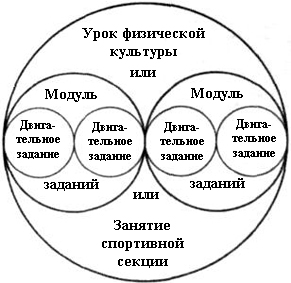 Урок физической
культуры
или
Модуль
Модуль
Двига-
тельное
задание
Двига-
тельное
задание
Двига-
тельное
задание
Двига-
тельное
задание
заданий
или
заданий
Занятие
спортивной
секции